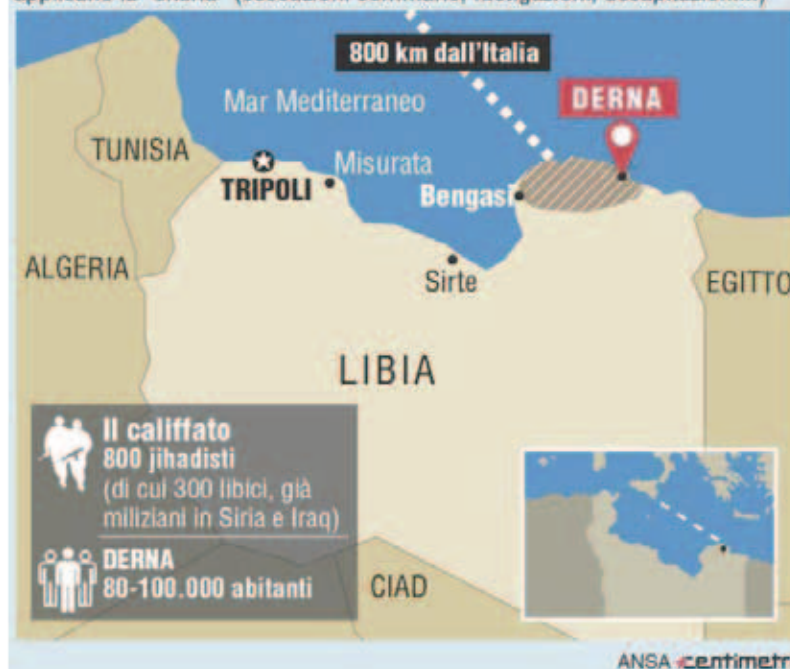 800 km dall'Italia
DERNA
Mar Mediterraneo
TUNISIA
Misurata
TRIPOLI
Bengasi
ALGERIA
Sirte
EGITTO
LIBIA
Il califfato
800 jihadisti
(di cui 300 libici, già
miliziani in Siria e Iraq)
DERNA
80-100.000 abitanti
CIAD
ANSA centimetr